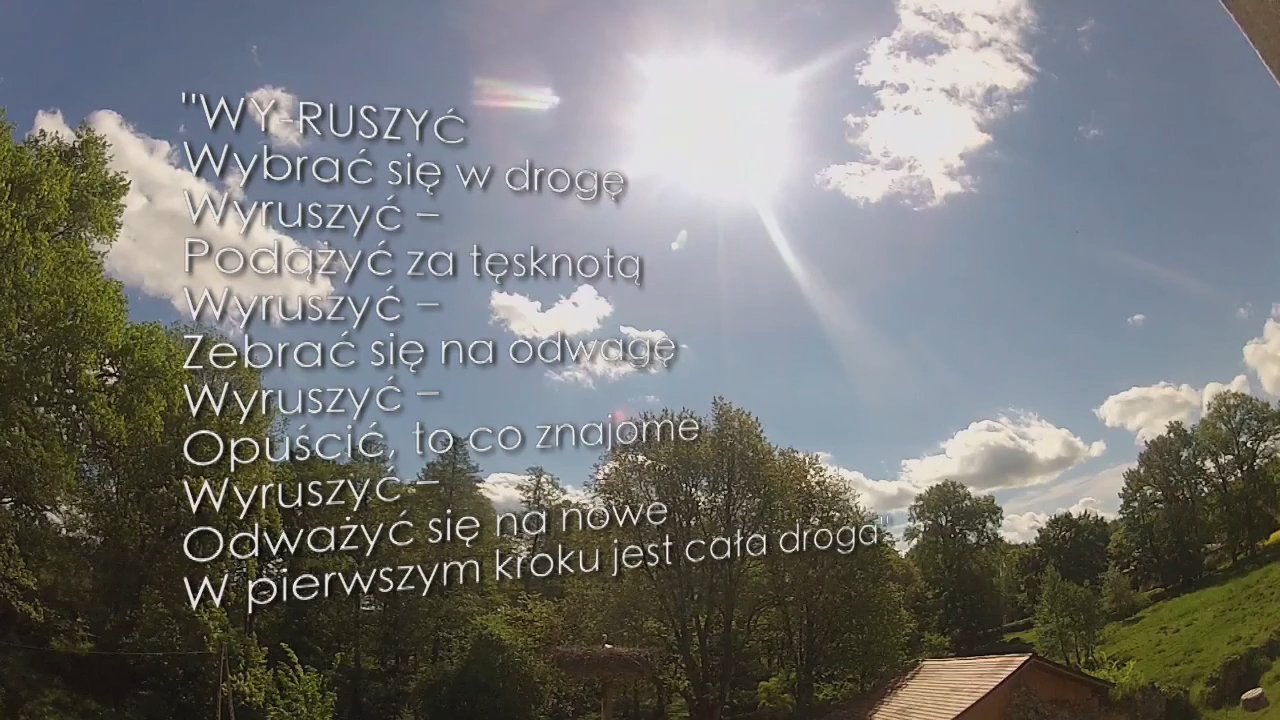 "WY-RUSZYĆ
Wybrać się w drogę
Wyruszyć –
Podążyć za tęsknotą
Wyruszyć –
Zebrać się na odwagę
Wyruszyć –
Opuścić, to co znajome
Wyruszyć –
Odważyć się na nowe
W pierwszym kroku jest cała droga"